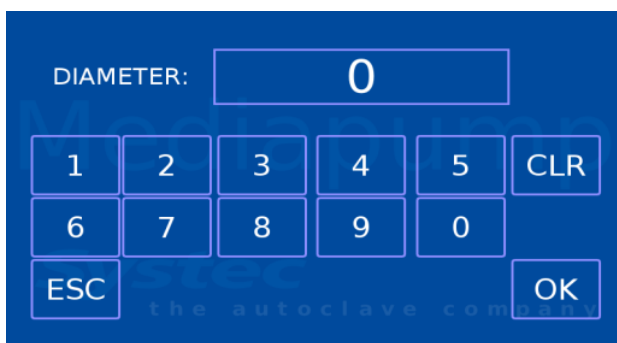 DIAMETER: 0
Mediapump
1 2 3 4 5 CLR
6 7 8 9 0
Systec
ESC OK
the autoclave company